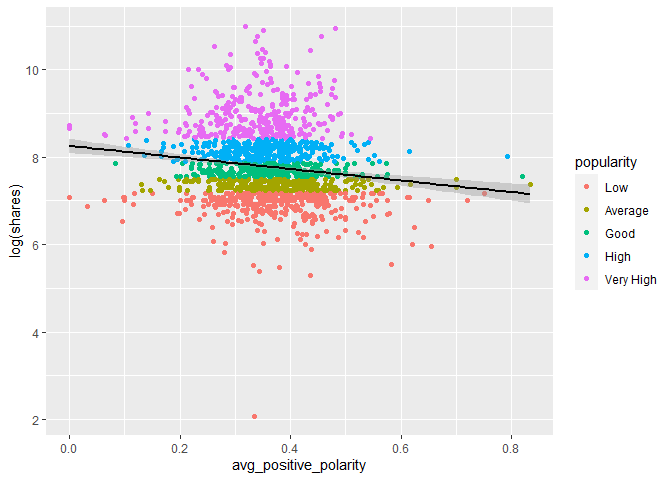 10
8
6
4
2
log(shares)
0.0 0.2 0.4 0.6 0.8
avg_positive_polarity
popularity
Low
Average
Good
High
Very High